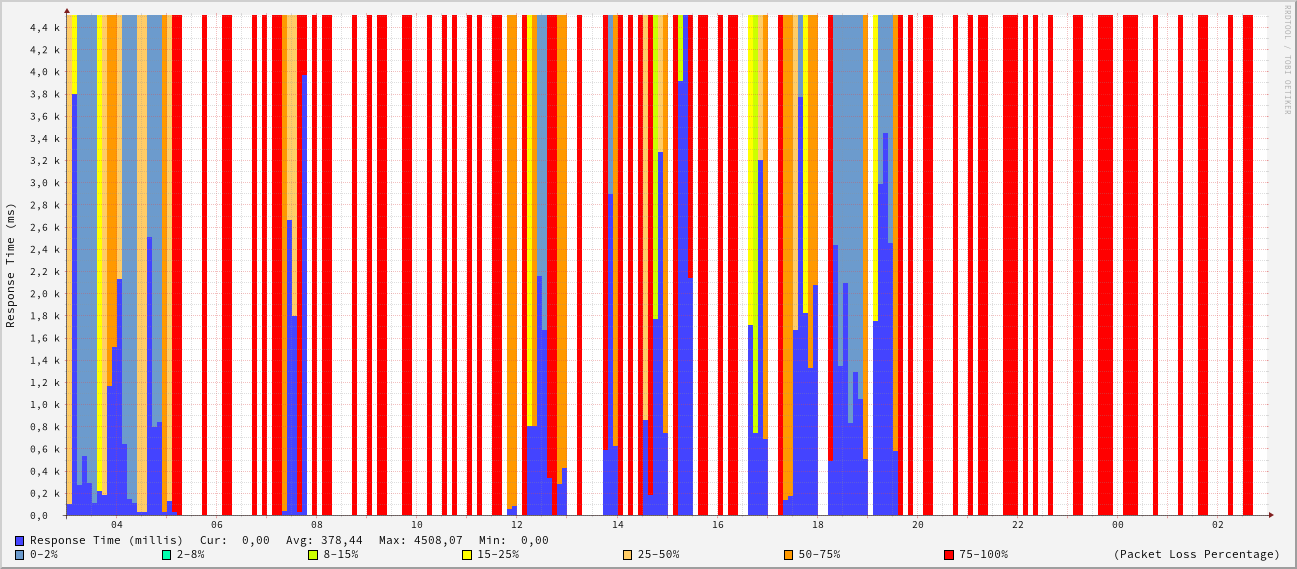 RRDTOOL / TOBI OETIKER
Response Time (ms)
4,4 k
4,2 k
4,0 k
3,8 k
3,6 k
3,4 k
3,2 k
3,0 k
2,8 k
2,6 k
2,4 k
2,2 k
2,0 k
1,8 k
1,6 k
1,4 k
1,2 k
1,0 k
0,8 k
0,6 k
0,4 k
0,2 k
0,0
04 06 08 10 12 14 16 18 20 22 00 02
Response Time (millis) Cur: 0,00 Avg: 378,44 Max: 4508,07 Min: 0,00
0-2% 2-8% 8-15% 15-25% 25-50% 50-75% 75-100% (Packet Loss Percentage)